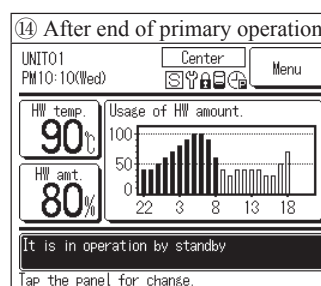 ⑭ After end of primary operation
UNIT01
Center
Menu
PM10:10(Wed)
S
P
HW temp.
90℃
HW amt.
80%
Usage of HW amount.
100
50
0
22 3 8 13 18
It is in operation by standby
Tap the panel for change.